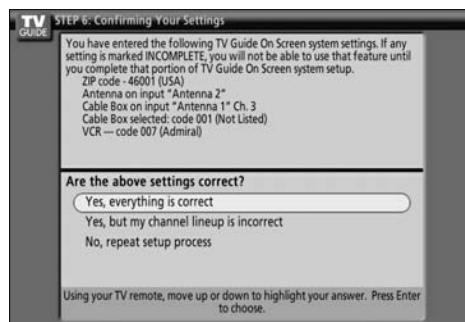 TV
GUIDE
STEP 6: Confirming Your Settings
You have entered the following TV Guide On Screen system settings. If any
setting is marked INCOMPLETE, you will not be able to use that feature until
you complete that portion of TV Guide On Screen system setup.
ZIP code - 46001 (USA)
Antenna on input "Antenna 2"
Cable Box on input "Antenna 1" Ch. 3
Cable Box selected: code 001 (Not Listed)
VCR — code 007 (Admiral)
Are the above settings correct?
Yes, everything is correct
Yes, but my channel lineup is incorrect
No, repeat setup process
Using your TV remote, move up or down to highlight your answer. Press Enter
to choose.